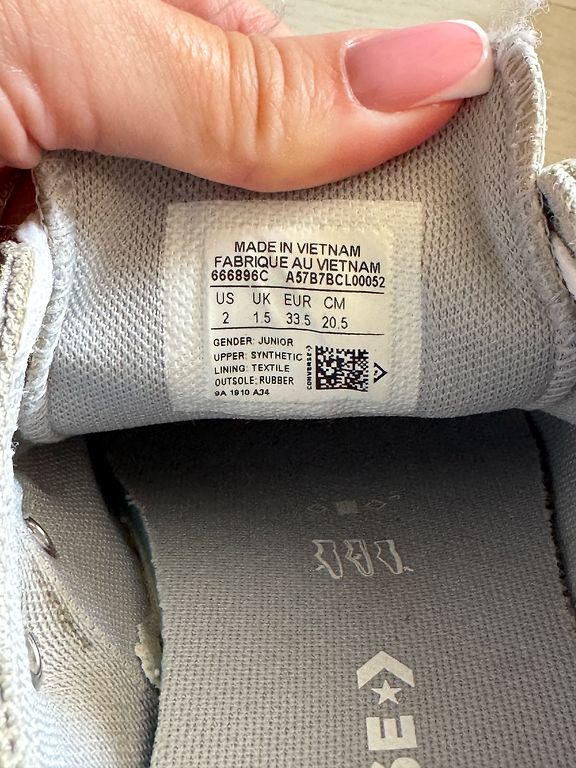 MADE IN VIETNAM
FABRIQUE AU VIETNAM
666896C A57B7BCL00052
US UK EUR CM
2 1.5 33.5 20.5
GENDER: JUNIOR
UPPER: SYNTHETIC
LINING: TEXTILE
OUTSOLE: RUBBER
9A 1910 A34
CONVERSE
SE